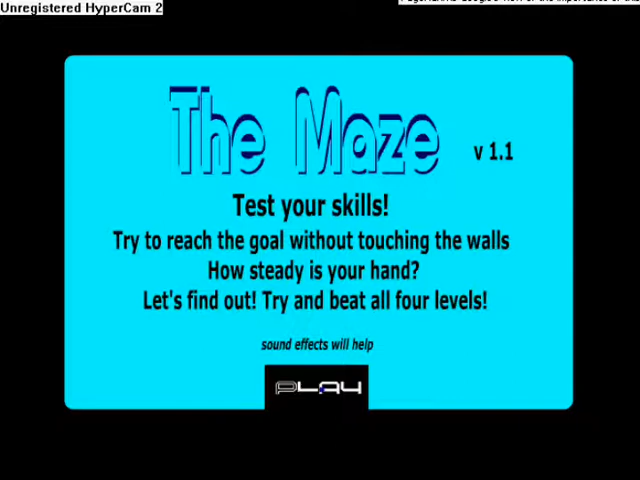 Unregistered HyperCam 2
The Maze
v 1.1
Test your skills!
Try to reach the goal without touching the walls
How steady is your hand?
Let's find out! Try and beat all four levels!
sound effects will help
PLAY